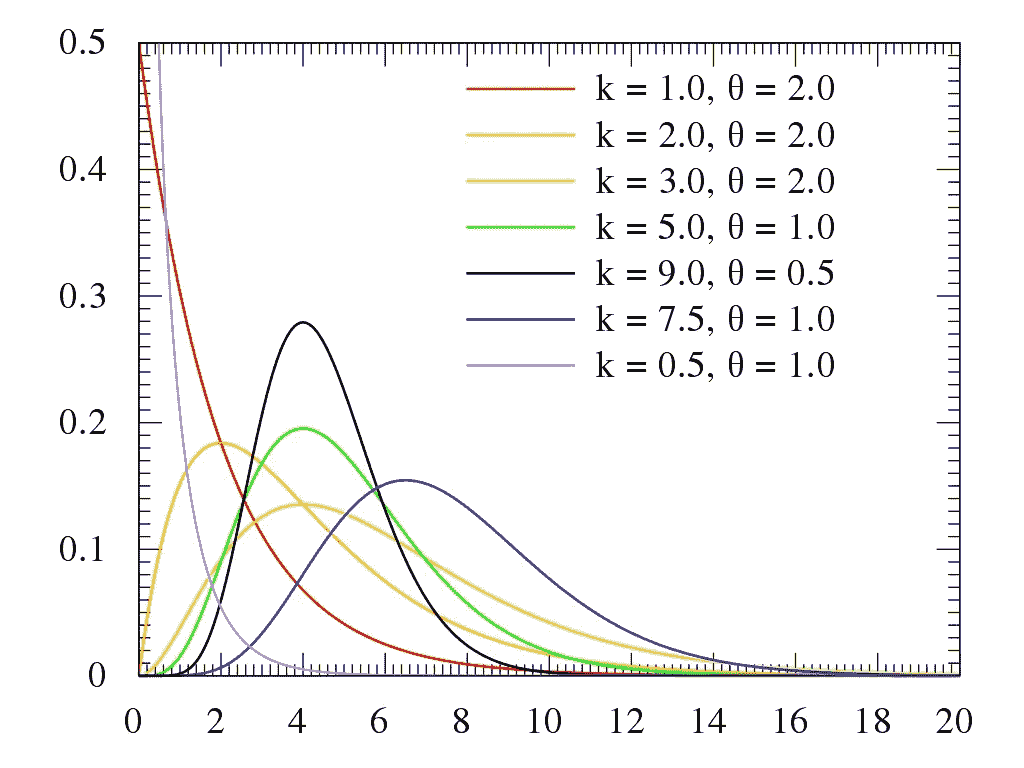 0.5
0.4
0.3
0.2
0.1
0
k = 1.0, θ = 2.0
k = 2.0, θ = 2.0
k = 3.0, θ = 2.0
k = 5.0, θ = 1.0
k = 9.0, θ = 0.5
k = 7.5, θ = 1.0
k = 0.5, θ = 1.0
0 2 4 6 8 10 12 14 16 18 20